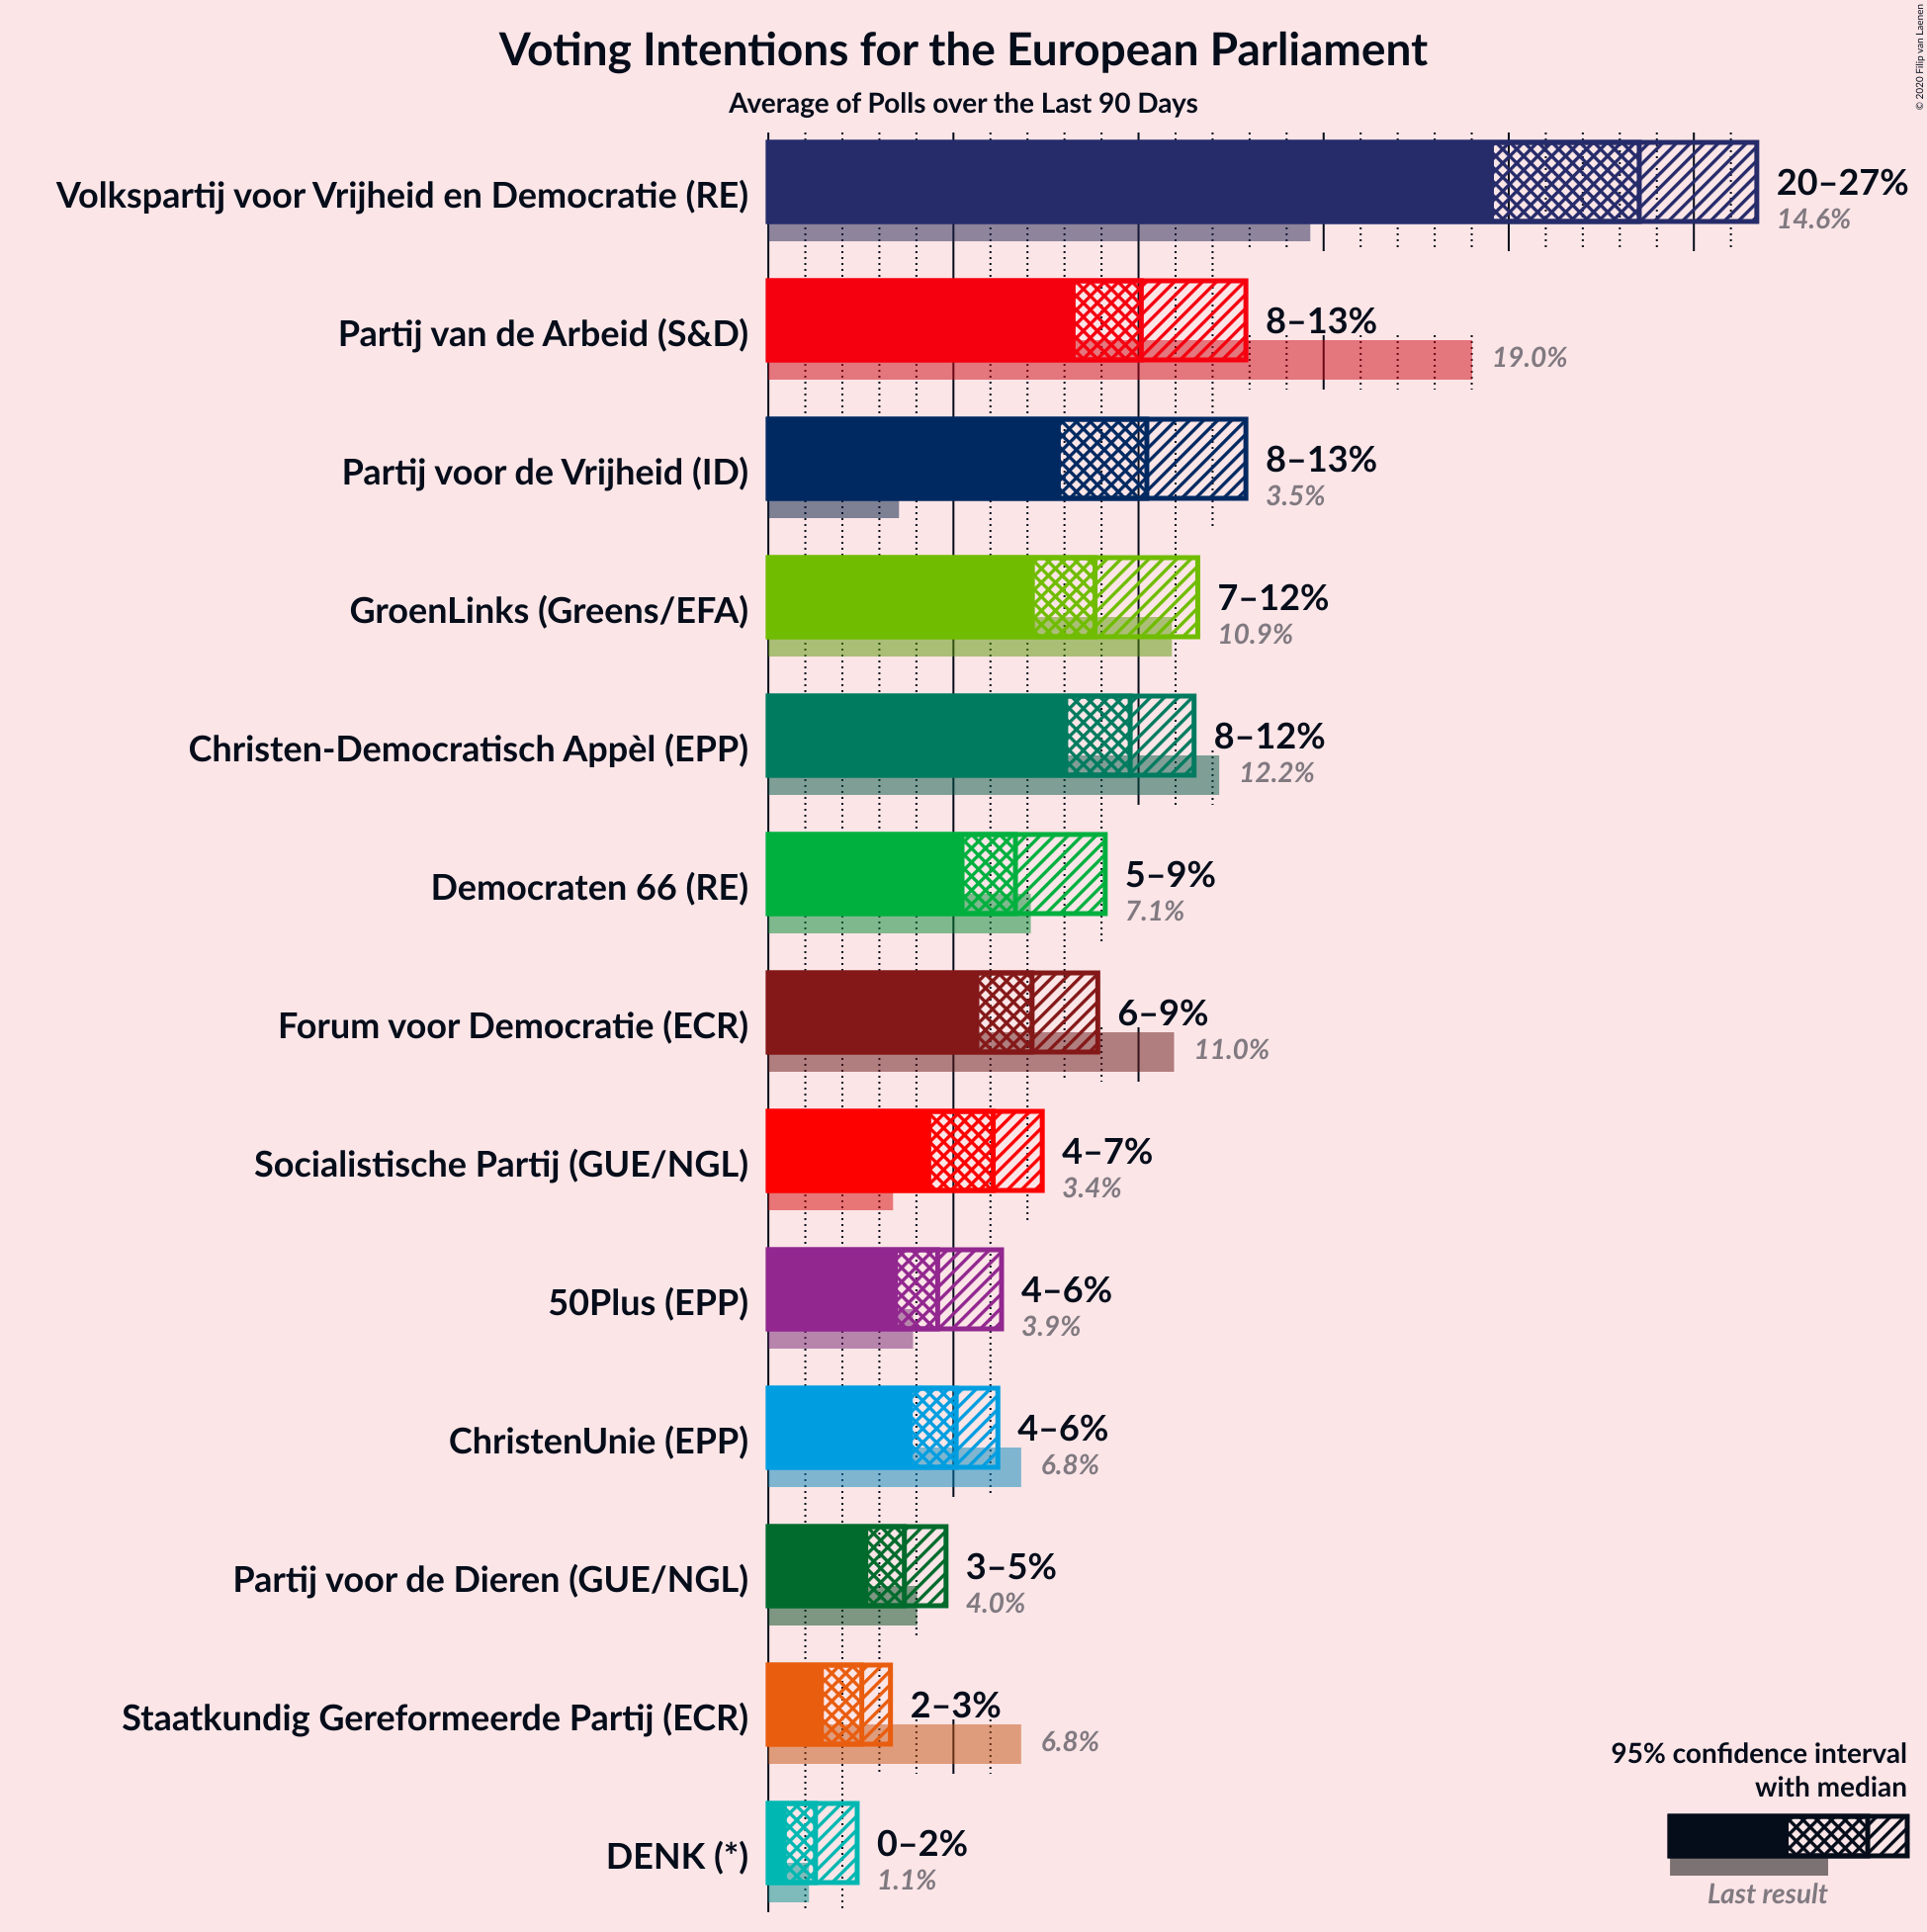 Voting Intentions for the European Parliament
Average of Polls over the Last 90 Days
© 2020 Filip van Laenen
Volkspartij voor Vrijheid en Democratie (RE)
20–27%
14.6%
Partij van de Arbeid (S&D)
8–13%
19.0%
Partij voor de Vrijheid (ID)
8–13%
3.5%
GroenLinks (Greens/EFA)
7–12%
10.9%
Christen-Democratisch Appèl (EPP)
8–12%
12.2%
Democraten 66 (RE)
5–9%
7.1%
Forum voor Democratie (ECR)
6–9%
11.0%
Socialistische Partij (GUE/NGL)
4–7%
3.4%
50Plus (EPP)
4–6%
3.9%
ChristenUnie (EPP)
4–6%
6.8%
Partij voor de Dieren (GUE/NGL)
3–5%
4.0%
Staatkundig Gereformeerde Partij (ECR)
2–3%
6.8%
DENK (*)
0–2%
1.1%
95% confidence interval
with median
Last result